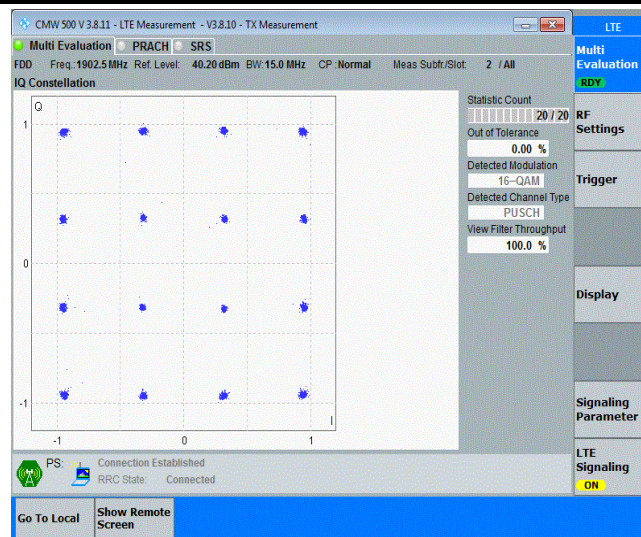 CMW 500 V 3.8.11 - LTE Measurement - V3.8.10 - TX Measurement
LTE
Multi Evaluation PRACH SRS
FDD Freq.:1902.5 MHz Ref. Level: 40.20 dBm BW:15.0 MHz CP :Normal Meas Subfr./Slot: 2 / All
IQ Constellation
Q
1
0
-1
-1 0 1
I
Statistic Count
20 / 20
Out of Tolerance
0.00 %
Detected Modulation
16-QAM
Detected Channel Type
PUSCH
View Filter Throughput
100.0 %
Multi
Evaluation
RDY
RF
Settings
Trigger
Display
Signaling
Parameter
LTE
Signaling
ON
PS: Connection Established
RRC State: Connected
Go To Local
Show Remote
Screen